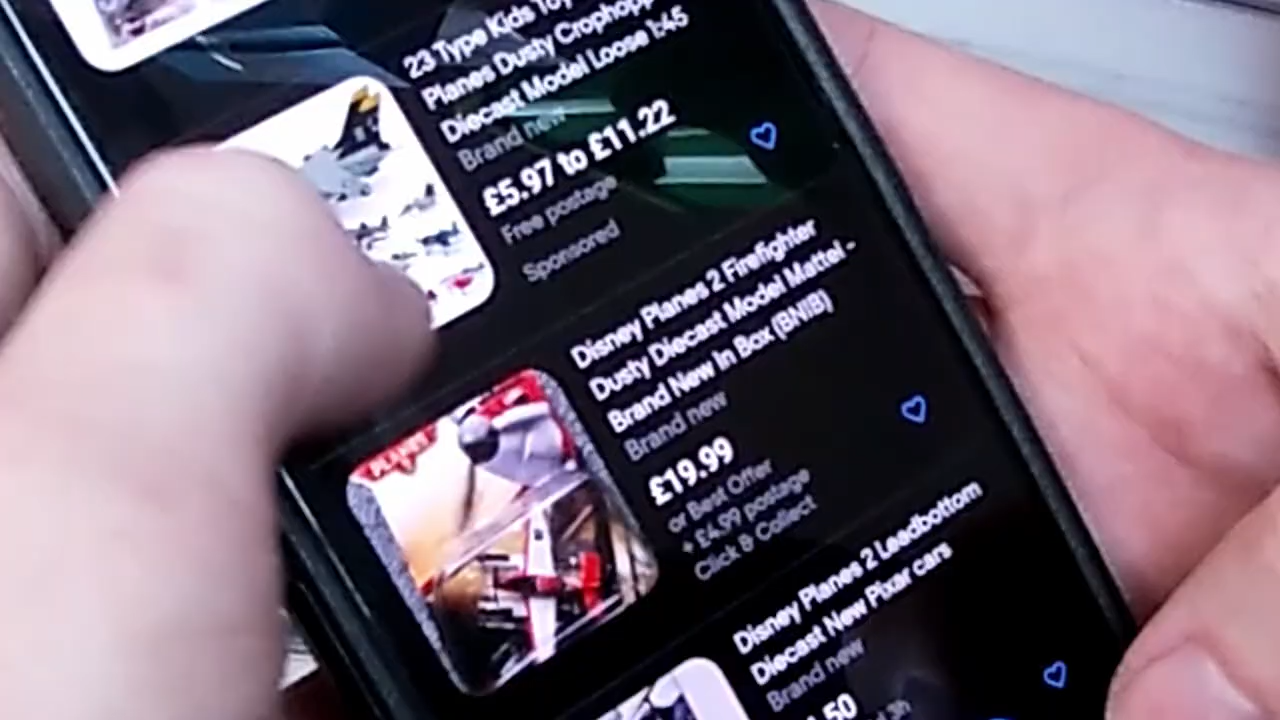 23 Type Kids
Planes Dusty
Diecast Model Loose 1:45
Brand new
£5.97 to £11.22
Free postage
Sponsored
Disney Planes 2 Firefighter
Dusty Diecast Model Mattel -
Brand New In Box (BNIB)
Brand new
£19.99
or Best Offer
+ £4.99 postage
Click & Collect
PLANES
Disney Planes 2 Leadbottom
Diecast New Pixar cars
Brand new